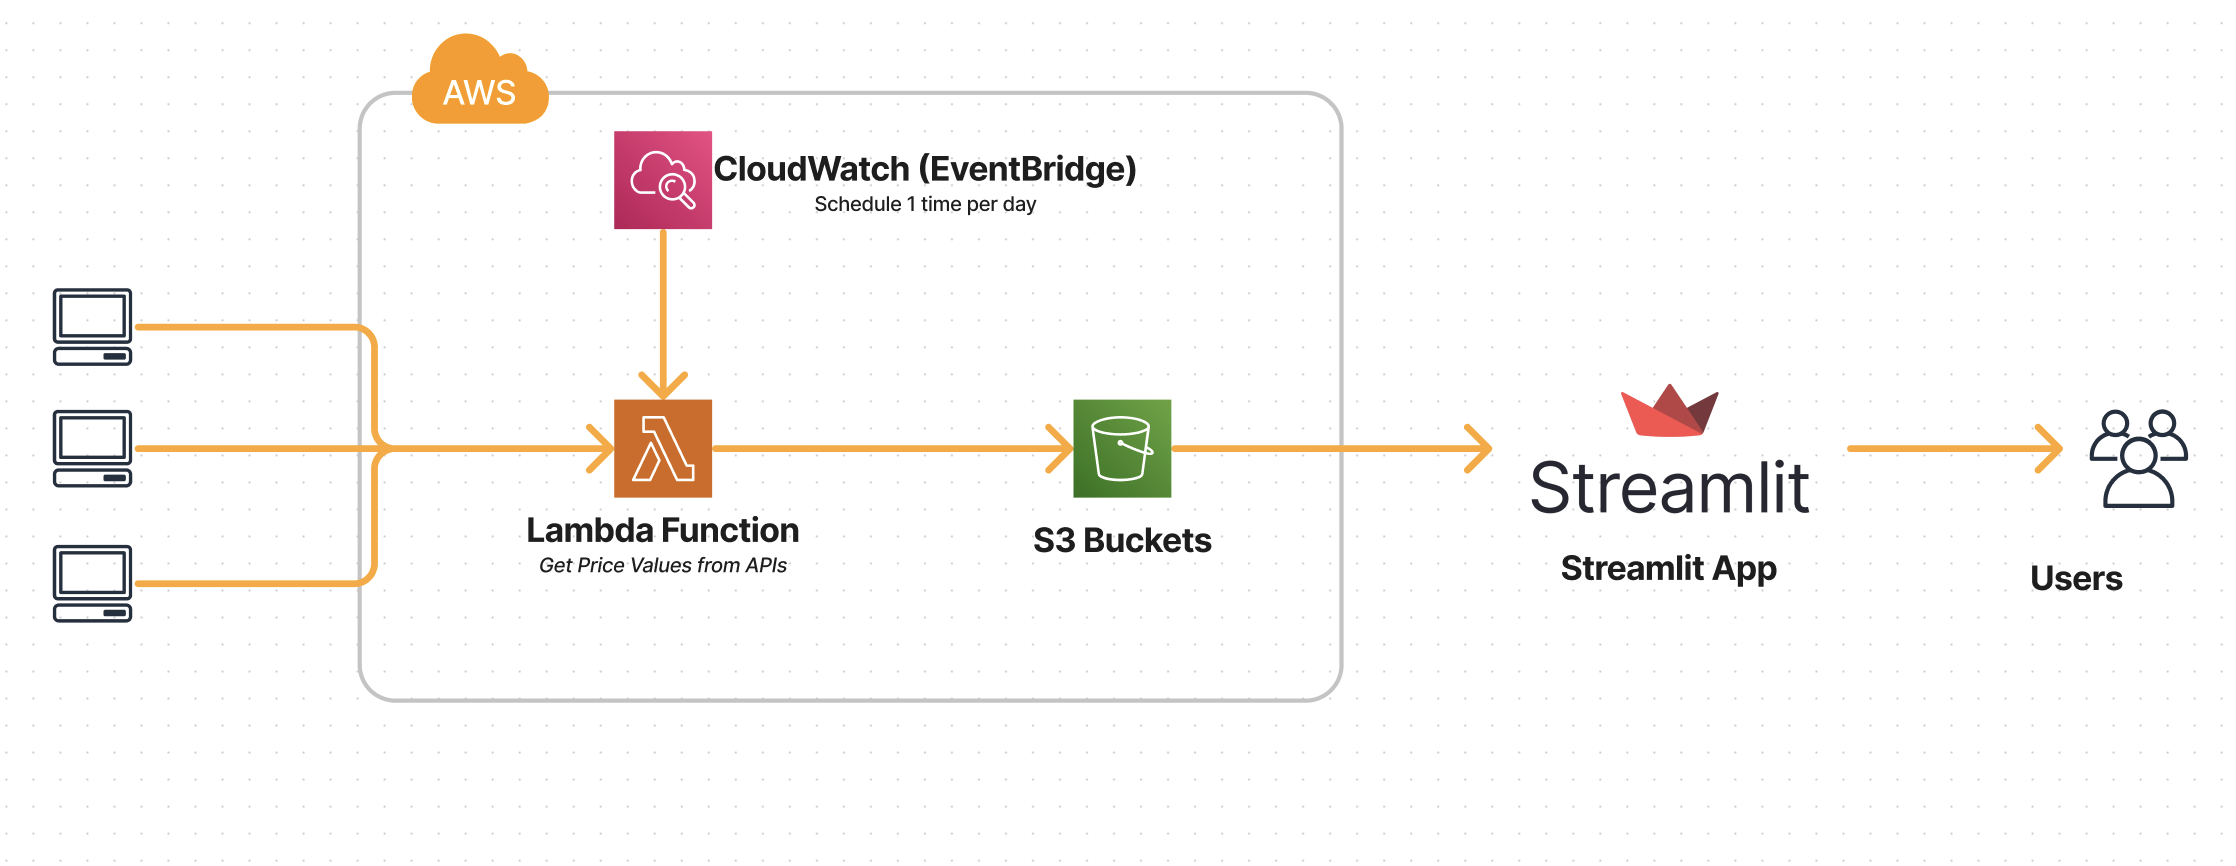 AWS
CloudWatch (EventBridge)
Schedule 1 time per day
Lambda Function
Get Price Values from APIs
S3 Buckets
Streamlit
Streamlit App
Users